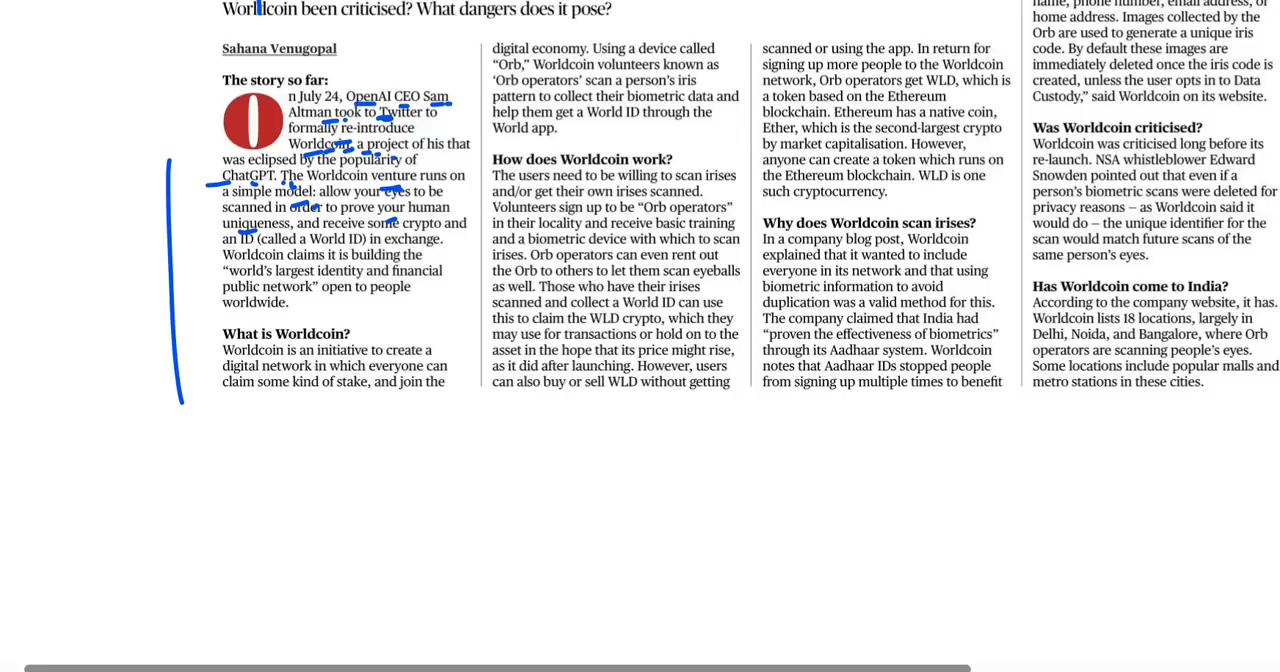 Worldcoin been criticised? What dangers does it pose?
Sahana Venugopal
The story so far:
On July 24, OpenAI CEO Sam
Altman took to Twitter to
formally re-introduce
Worldcoin, a project of his that
was eclipsed by the popularity of
ChatGPT. The Worldcoin venture runs on
a simple model: allow your eyes to be
scanned in order to prove your human
uniqueness, and receive some crypto and
an ID (called a World ID) in exchange.
Worldcoin claims it is building the
“world’s largest identity and financial
public network” open to people
worldwide.
What is Worldcoin?
Worldcoin is an initiative to create a
digital network in which everyone can
claim some kind of stake, and join the
digital economy. Using a device called
“Orb,” Worldcoin volunteers known as
‘Orb operators’ scan a person’s iris
pattern to collect their biometric data and
help them get a World ID through the
World app.
How does Worldcoin work?
The users need to be willing to scan irises
and/or get their own irises scanned.
Volunteers sign up to be “Orb operators”
in their locality and receive basic training
and a biometric device with which to scan
irises. Orb operators can even rent out
the Orb to others to let them scan eyeballs
as well. Those who have their irises
scanned and collect a World ID can use
this to claim the WLD crypto, which they
may use for transactions or hold on to the
asset in the hope that its price might rise,
as it did after launching. However, users
can also buy or sell WLD without getting
scanned or using the app. In return for
signing up more people to the Worldcoin
network, Orb operators get WLD, which is
a token based on the Ethereum
blockchain. Ethereum has a native coin,
Ether, which is the second-largest crypto
by market capitalisation. However,
anyone can create a token which runs on
the Ethereum blockchain. WLD is one
such cryptocurrency.
Why does Worldcoin scan irises?
In a company blog post, Worldcoin
explained that it wanted to include
everyone in its network and that using
biometric information to avoid
duplication was a valid method for this.
The company claimed that India had
“proven the effectiveness of biometrics”
through its Aadhaar system. Worldcoin
notes that Aadhaar IDs stopped people
from signing up multiple times to benefit
name, phone number, email address, or
home address. Images collected by the
Orb are used to generate a unique iris
code. By default these images are
immediately deleted once the iris code is
created, unless the user opts in to Data
Custody,” said Worldcoin on its website.
Was Worldcoin criticised?
Worldcoin was criticised long before its
re-launch. NSA whistleblower Edward
Snowden pointed out that even if a
person’s biometric scans were deleted for
privacy reasons — as Worldcoin said it
would do — the unique identifier for the
scan would match future scans of the
same person’s eyes.
Has Worldcoin come to India?
According to the company website, it has.
Worldcoin lists 18 locations, largely in
Delhi, Noida, and Bangalore, where Orb
operators are scanning people’s eyes.
Some locations include popular malls and
metro stations in these cities.